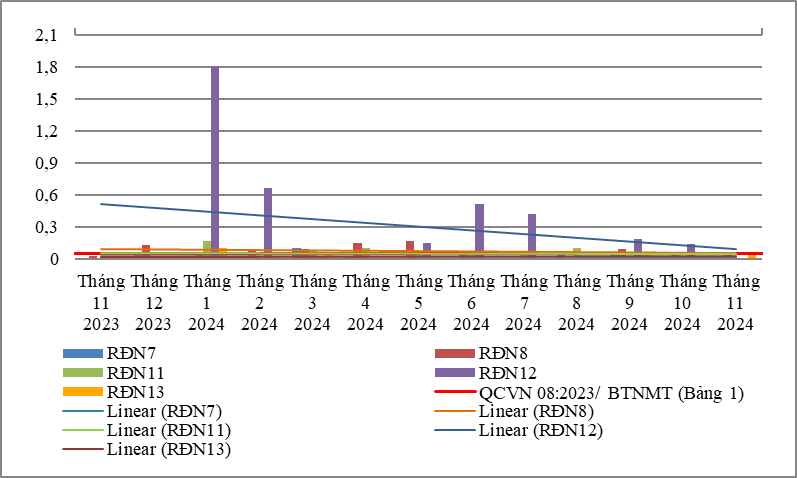 2,1
1,8
1,5
1,2
0,9
0,6
0,3
0
Tháng Tháng Tháng Tháng Tháng Tháng Tháng Tháng Tháng Tháng Tháng Tháng Tháng
11 12 1 2 3 4 5 6 7 8 9 10 11
2023 2023 2024 2024 2024 2024 2024 2024 2024 2024 2024 2024 2024
RĐN7 RĐN8
RĐN11 RĐN12
RĐN13 QCVN 08:2023/ BTNMT (Bảng 1)
Linear (RĐN7) Linear (RĐN8)
Linear (RĐN11) Linear (RĐN12)
Linear (RĐN13)